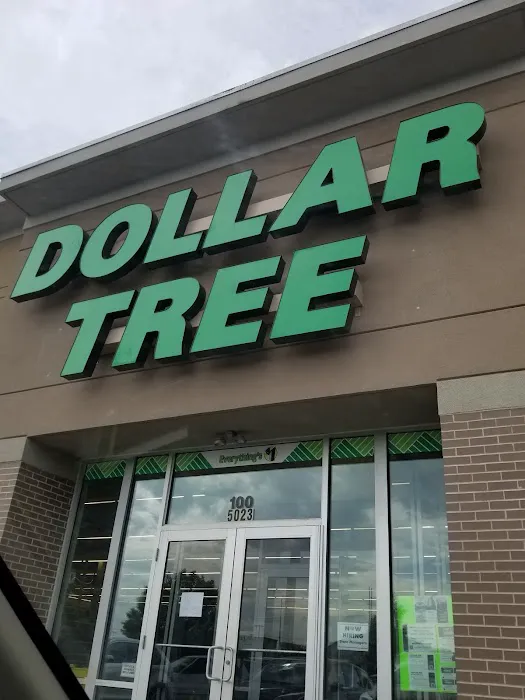 DOLLAR
TREE
Everything's $1
100
5023
NOW
HIRING